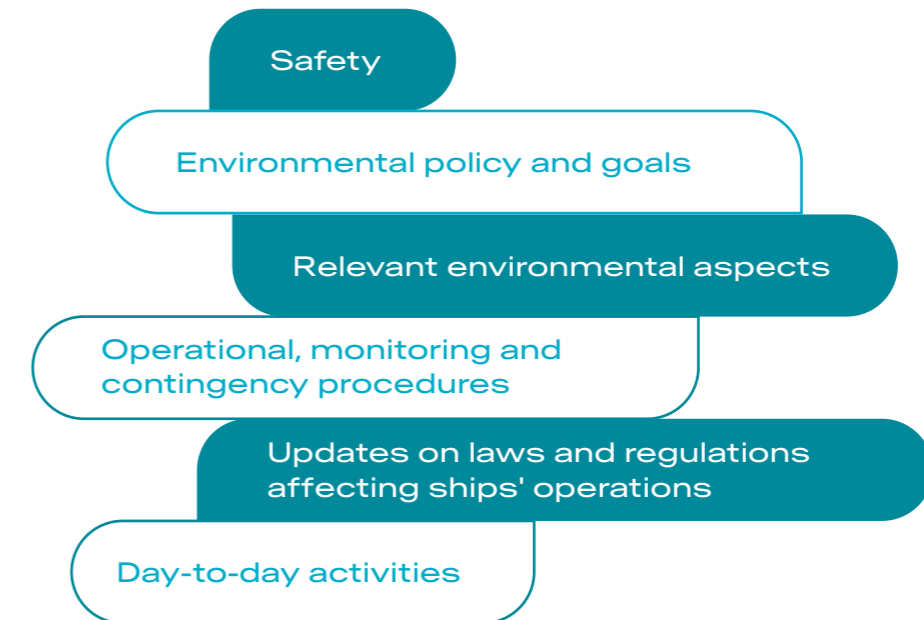 Safety
Environmental policy and goals
Relevant environmental aspects
Operational, monitoring and
contingency procedures
Updates on laws and regulations
affecting ships' operations
Day-to-day activities